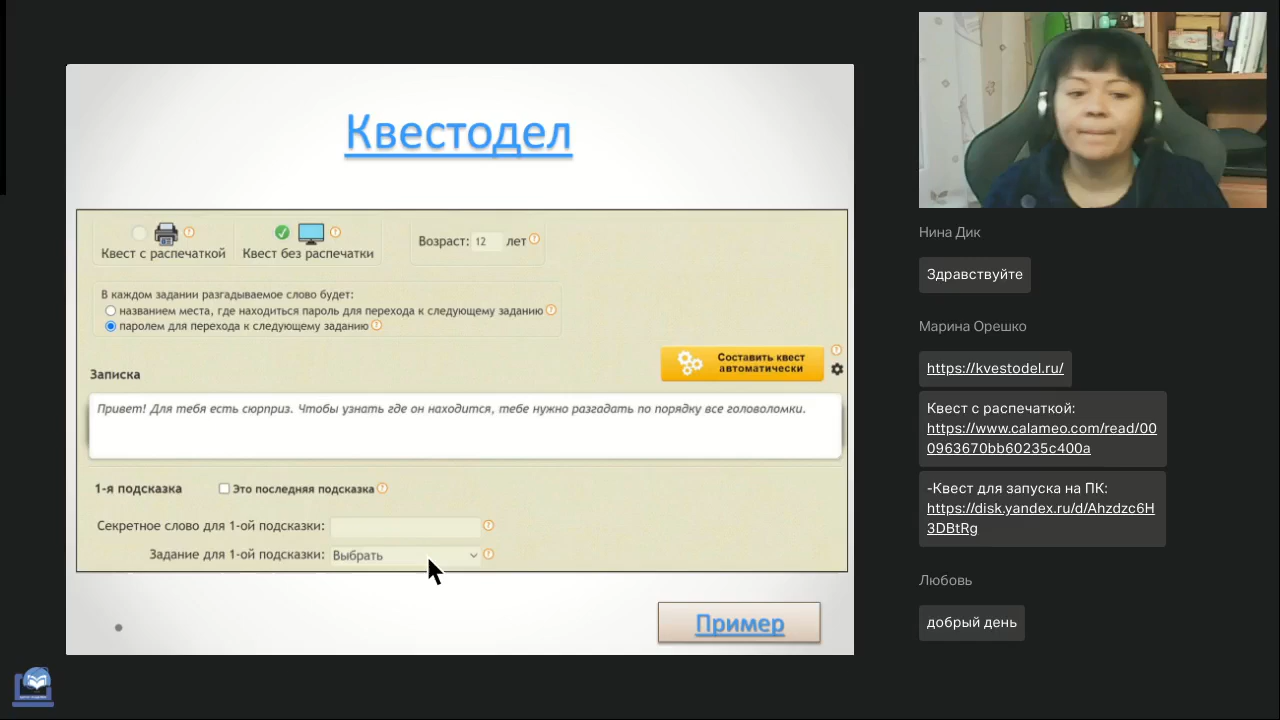 Квестодел
Квест с распечаткой
Квест без распечатки
Возраст: 12 лет
В каждом задании разгадываемое слово будет:
названием места, где находиться пароль для перехода к следующему заданию
паролем для перехода к следующему заданию
Составить квест
автоматически
Записка
Привет! Для тебя есть сюрприз. Чтобы узнать где он находится, тебе нужно разгадать по порядку все головоломки.
1-я подсказка
Это последняя подсказка
Секретное слово для 1-ой подсказки:
Задание для 1-ой подсказки: Выбрать
Пример
Нина Дик
Здравствуйте
Марина Орешко
https://kvestodel.ru/
Квест с распечаткой:
https://www.calameo.com/read/00
0963670bb60235c400a
-Квест для запуска на ПК:
https://disk.yandex.ru/d/Ahzdzc6H
3DBtRg
Любовь
добрый день